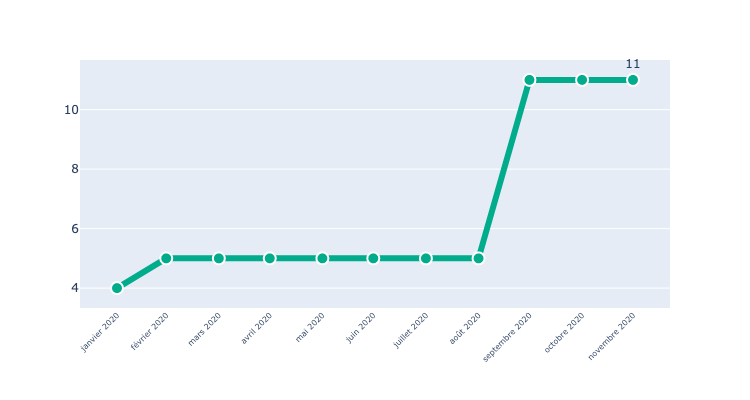 11
10
8
6
4
janvier 2020
février 2020
mars 2020
avril 2020
mai 2020
juin 2020
juillet 2020
août 2020
septembre 2020
octobre 2020
novembre 2020